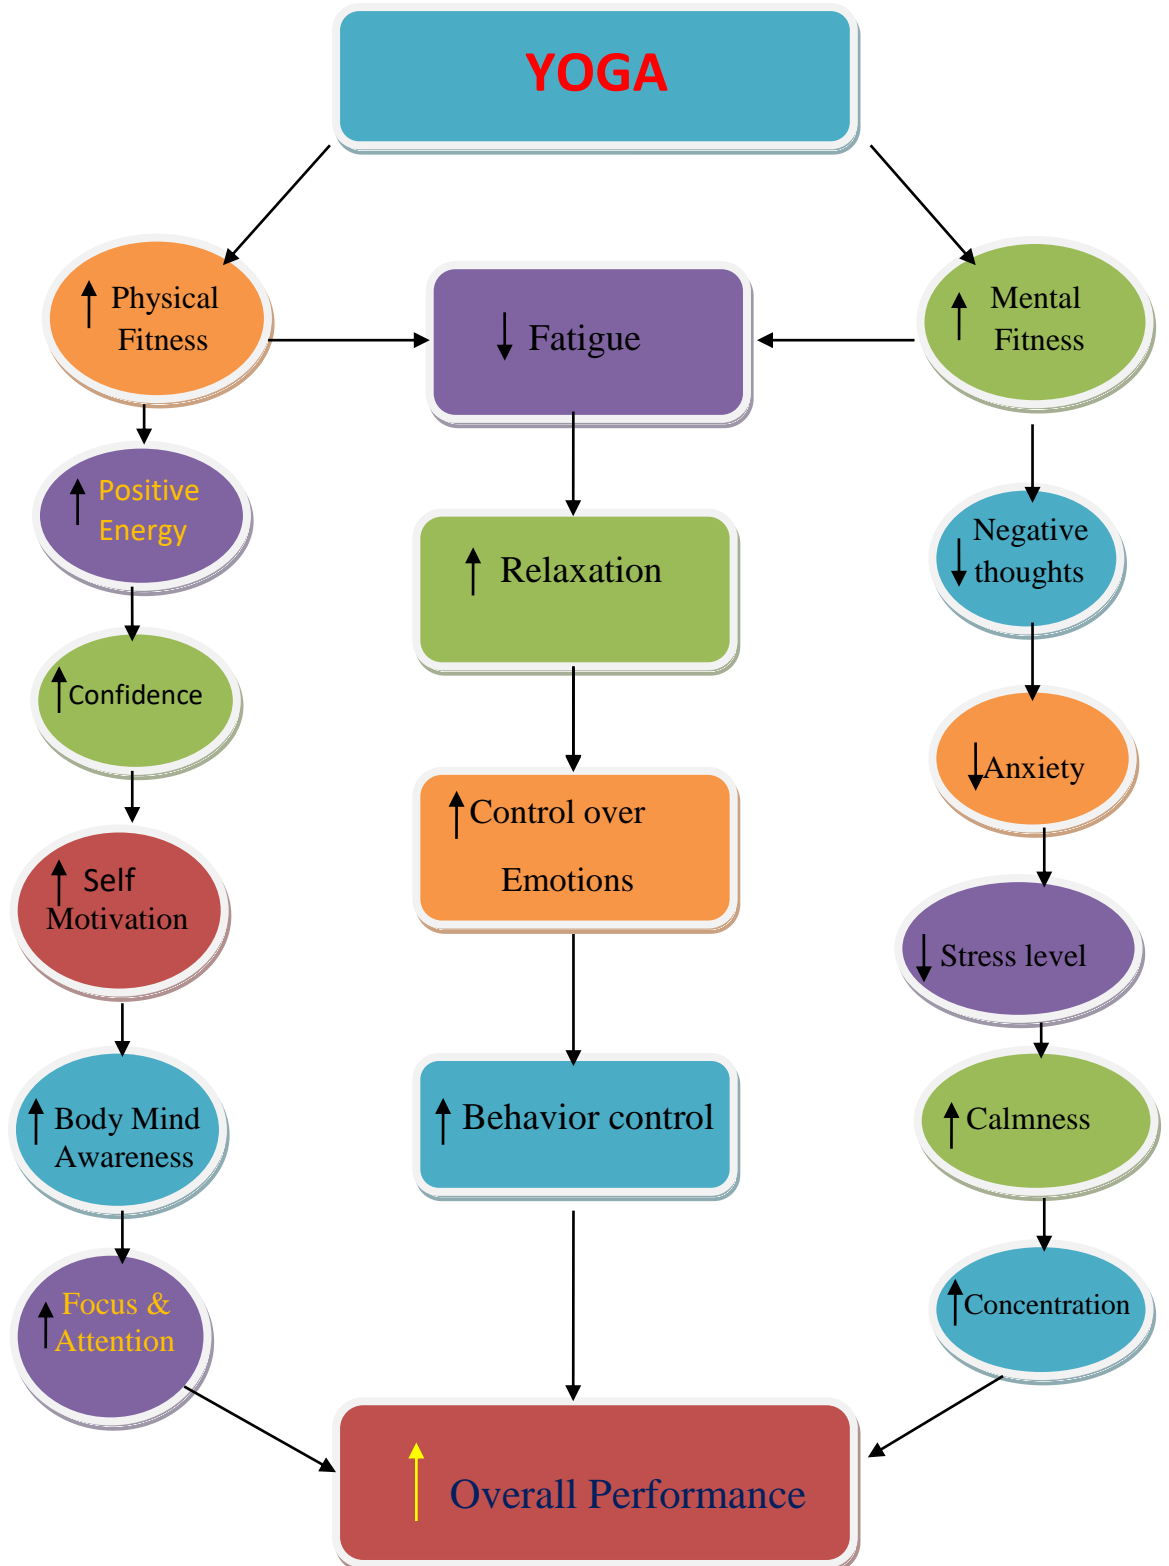 YOGA
Physical
Fitness
Fatigue
Mental
Fitness
Positive
Energy
Relaxation
Negative
thoughts
Confidence
Anxiety
Control over
Emotions
Self
Motivation
Stress level
Body Mind
Awareness
Behavior control
Calmness
Focus &
Attention
Concentration
Overall Performance